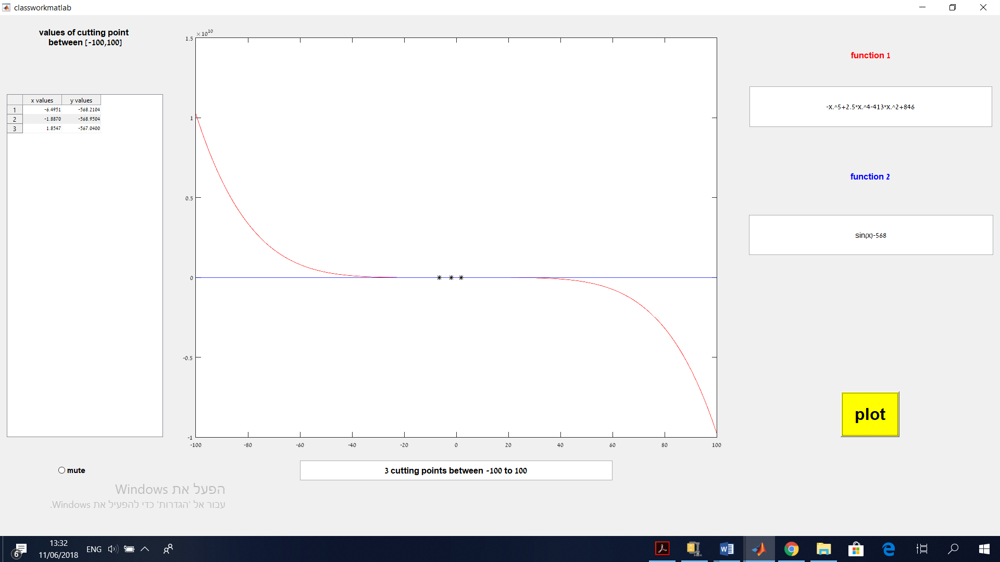 classworkmatlab
values of cutting point
between [-100,100]
x values y values
1 -6.4951 -568.2104
2 -1.8870 -568.9504
3 1.8547 -567.0400
×10^10
1.5
1
0.5
0
-0.5
-1
-100 -80 -60 -40 -20 0 20 40 60 80 100
3 cutting points between -100 to 100
function 1
-x.^5+2.5*x.^4-413*x.^2+846
function 2
sin(x)-568
plot
mute
הפעל את Windows
עבור אל 'הגדרות' כדי להפעיל את Windows.
6
13:32
11/06/2018
ENG